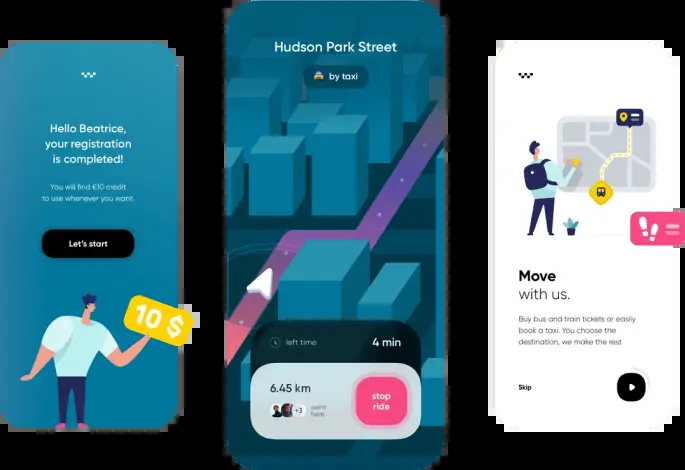 Hello Beatrice,
your registration
is completed!
You will find €10 credit
to use whenever you want.
Let's start
10 $
Hudson Park Street
by taxi
left time
4 min
6.45 km
+3
went
here
stop
ride
Move
with us.
Buy bus and train tickets or easily
book a taxi. You choose the
destination, we make the rest
Skip